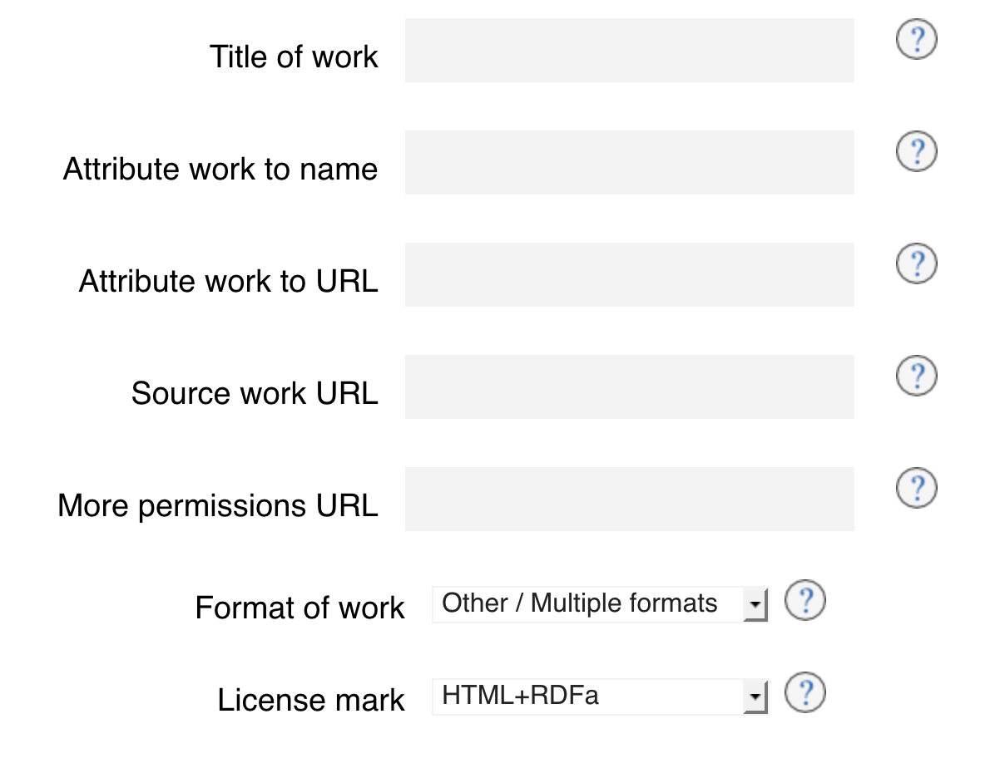 Title of work ?
Attribute work to name ?
Attribute work to URL ?
Source work URL ?
More permissions URL ?
Format of work Other / Multiple formats ?
License mark HTML+RDFa ?